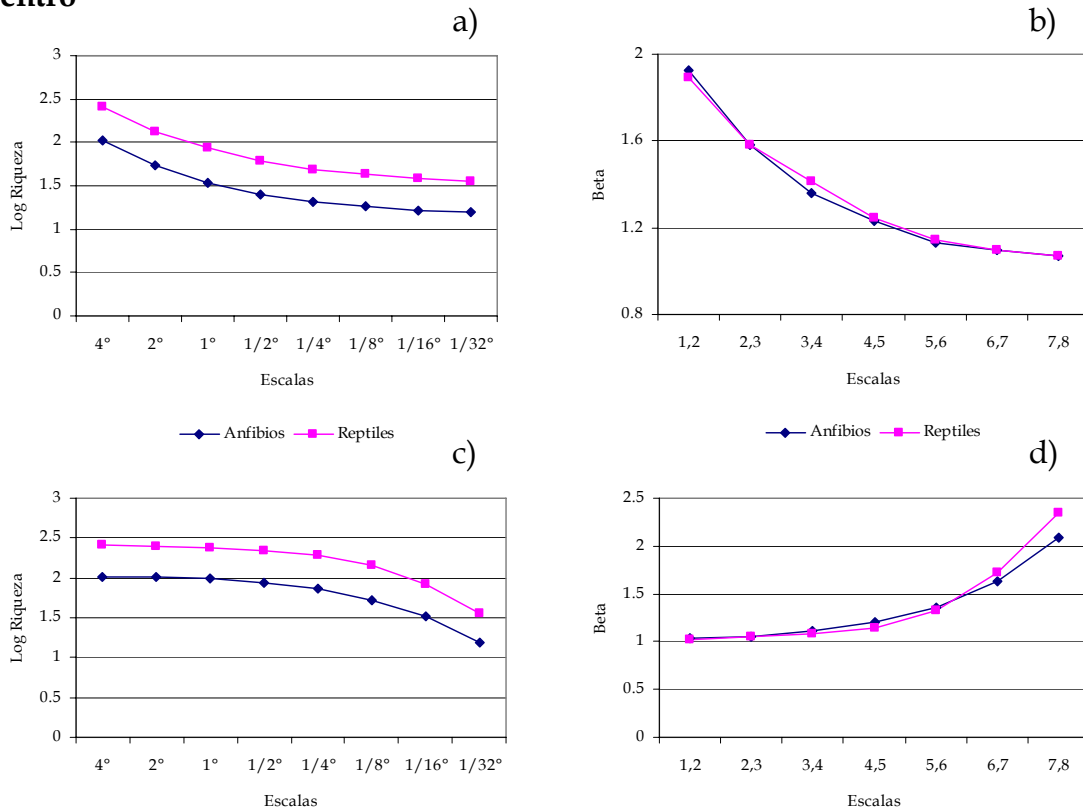 entro
a)
3
2.5
2
1.5
1
0.5
0
Log Riqueza
4° 2° 1° 1/2° 1/4° 1/8° 1/16° 1/32°
Escalas
b)
2
1.6
1.2
0.8
Beta
1,2 2,3 3,4 4,5 5,6 6,7 7,8
Escalas
Anfibios Reptiles
Anfibios Reptiles
c)
3
2.5
2
1.5
1
0.5
0
Log Riqueza
4° 2° 1° 1/2° 1/4° 1/8° 1/16° 1/32°
Escalas
d)
2.5
2
1.5
1
0.5
0
Beta
1,2 2,3 3,4 4,5 5,6 6,7 7,8
Escalas